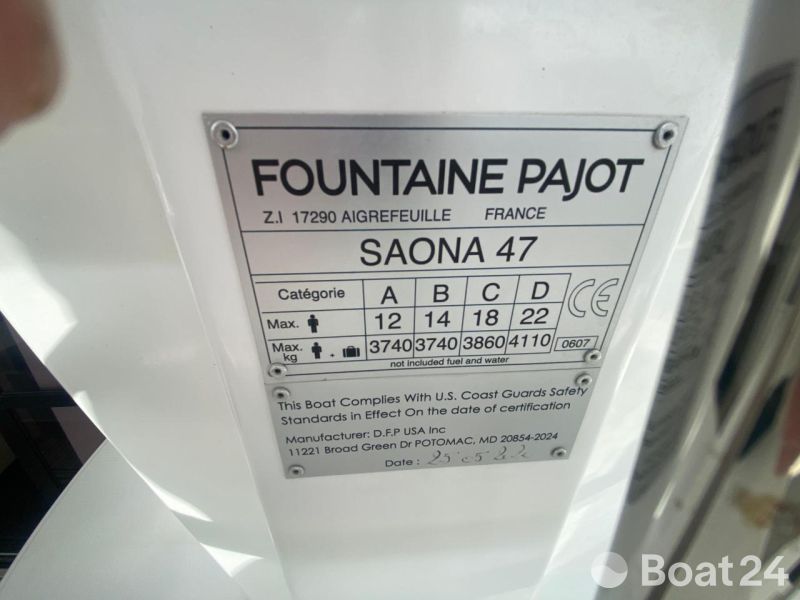 FOUNTAINE PAJOT
Z.I 17290 AIGREFEUILLE FRANCE
SAONA 47
Catégorie A B C D
Max. 12 14 18 22
Max. kg + 3740 3740 3860 4110
CE
0607
not included fuel and water
This Boat Complies With U.S. Coast Guards Safety
Standards in Effect On the date of certification
Manufacturer: D.F.P USA Inc
11221 Broad Green Dr POTOMAC, MD 20854-2024
Date :
Boat24